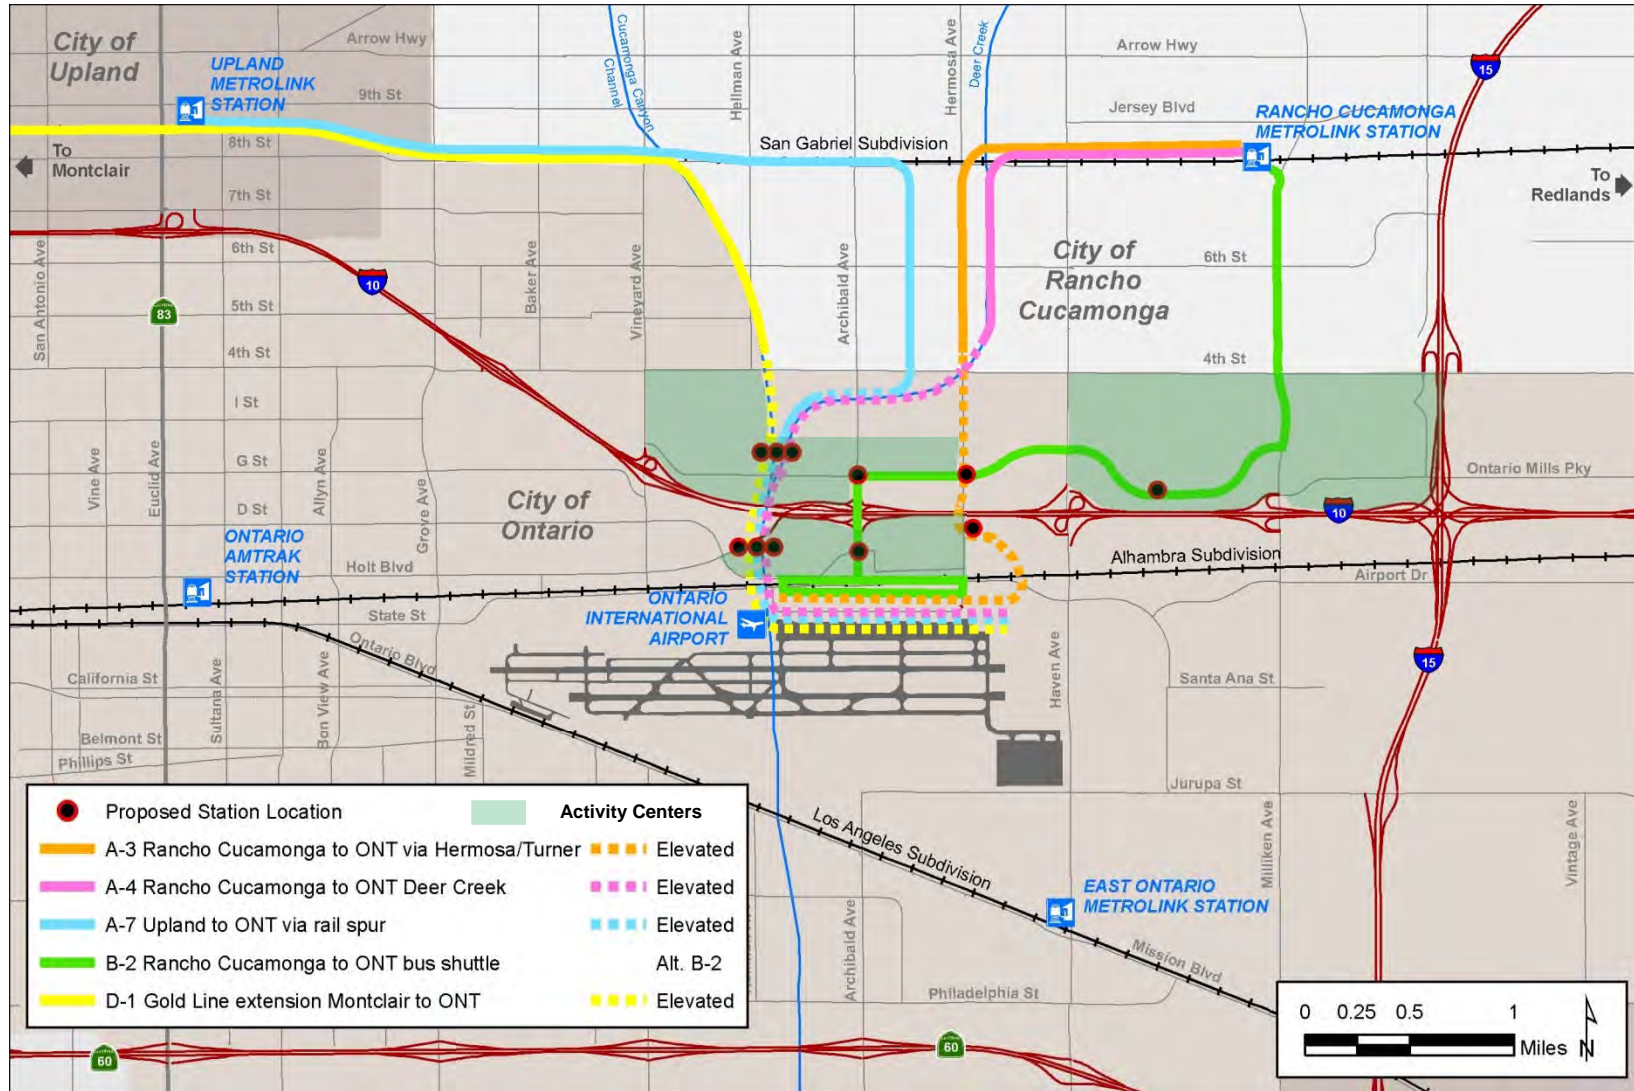 City of
Upland
UPLAND
METROLINK
STATION
Arrow Hwy
9th St
8th St
To
Montclair
7th St
6th St
5th St
4th St
San Antonio Ave
83
10
Cucamonga Canyon
Channel
Hellman Ave
Hermosa Ave
Deer Creek
Arrow Hwy
Jersey Blvd
15
San Gabriel Subdivision
RANCHO CUCAMONGA
METROLINK STATION
To
Redlands
Baker Ave
Vineyard Ave
Archibald Ave
City of
Rancho
Cucamonga
6th St
4th St
I St
G St
D St
Vine Ave
Euclid Ave
Allyn Ave
Grove Ave
City of
Ontario
Ontario Mills Pky
10
ONTARIO
AMTRAK
STATION
Holt Blvd
State St
Alhambra Subdivision
Airport Dr
ONTARIO
INTERNATIONAL
AIRPORT
Ontario Blvd
California St
Sultana Ave
Bon View Ave
Mildred St
Belmont St
Phillips St
Haven Ave
Santa Ana St
15
Jurupa St
Milliken Ave
Vintage Ave
Los Angeles Subdivision
EAST ONTARIO
METROLINK STATION
Mission Blvd
Archibald Ave
Philadelphia St
60
60
Proposed Station Location
Activity Centers
A-3 Rancho Cucamonga to ONT via Hermosa/Turner
Elevated
A-4 Rancho Cucamonga to ONT Deer Creek
Elevated
A-7 Upland to ONT via rail spur
Elevated
B-2 Rancho Cucamonga to ONT bus shuttle
Alt. B-2
D-1 Gold Line extension Montclair to ONT
Elevated
0 0.25 0.5 1
Miles
N